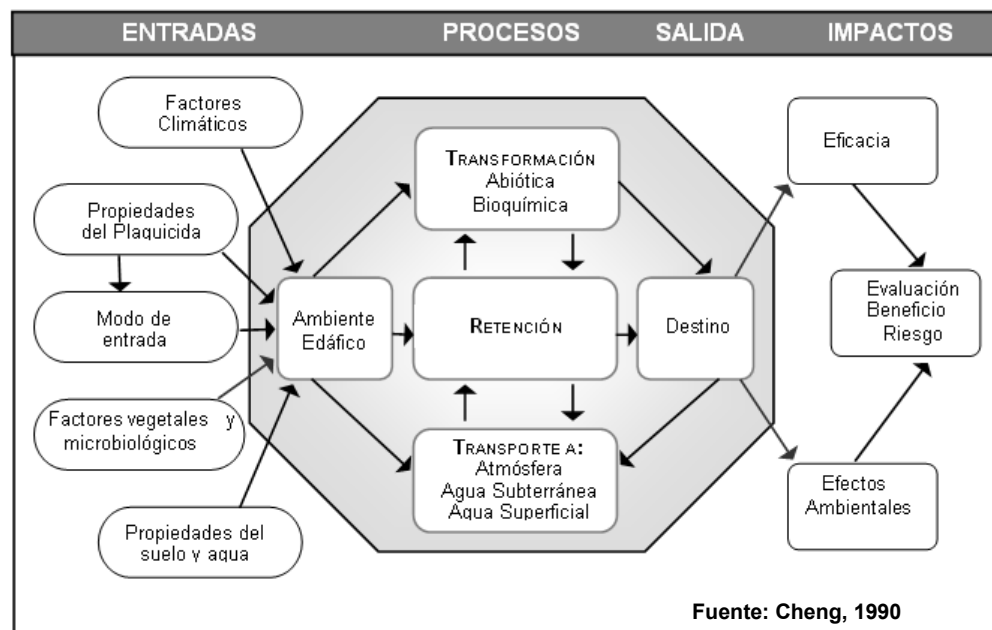 ENTRADAS PROCESOS SALIDA IMPACTOS
Factores
Climáticos
Propiedades
del Plaquicida
Modo de
entrada
Factores vegetales y
microbiológicos
Propiedades del
suelo y agua
Ambiente
Edáfico
TRANSFORMACIÓN
Abiótica
Bioquímica
RETENCIÓN
TRANSPORTE A:
Atmósfera
Agua Subterránea
Agua Superficial
Destino
Eficacia
Evaluación
Beneficio
Riesgo
Efectos
Ambientales
Fuente: Cheng, 1990